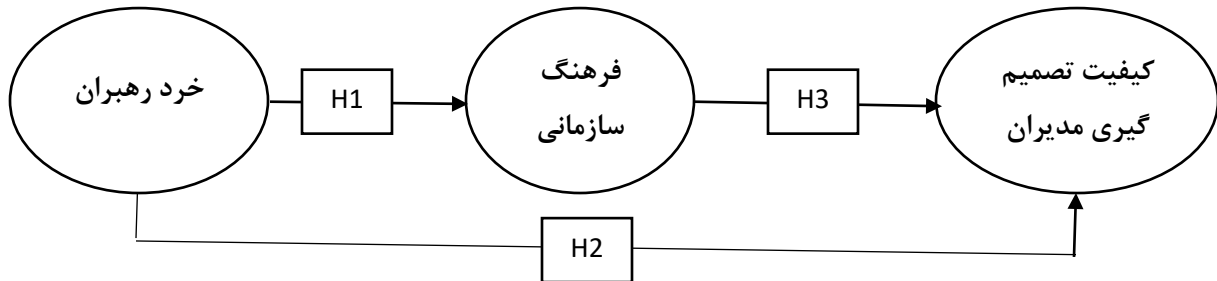 خرد رهبران
H1
فرهنگ
سازمانی
H3
کیفیت تصمیم
گیری مدیران
H2